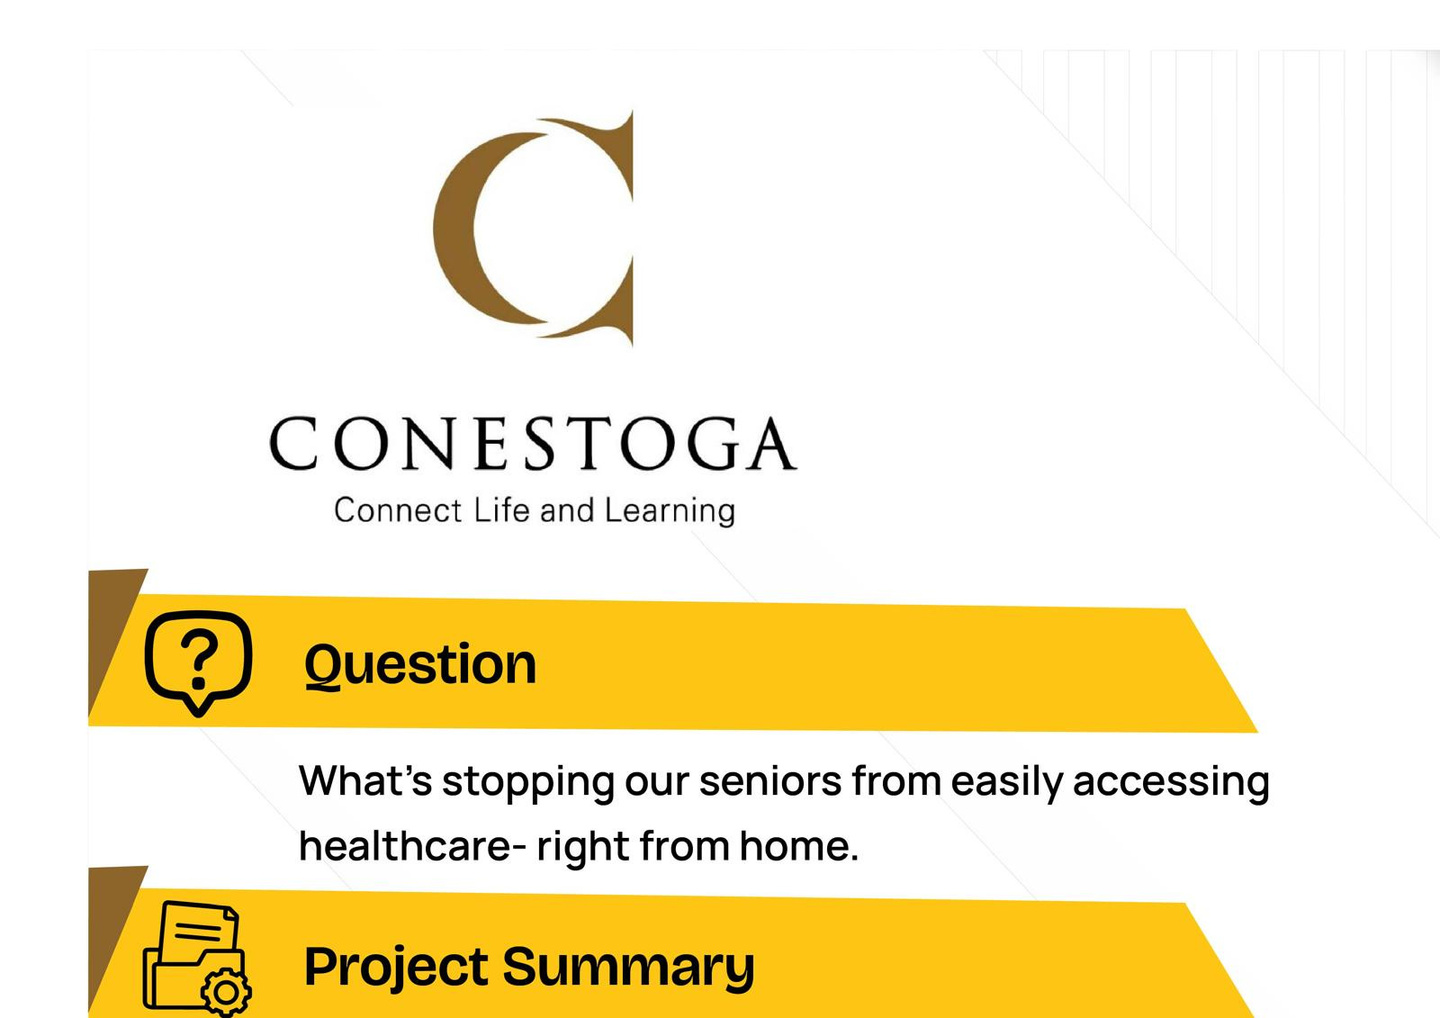 CONESTOGA
Connect Life and Learning
Question
What’s stopping our seniors from easily accessing
healthcare- right from home.
Project Summary